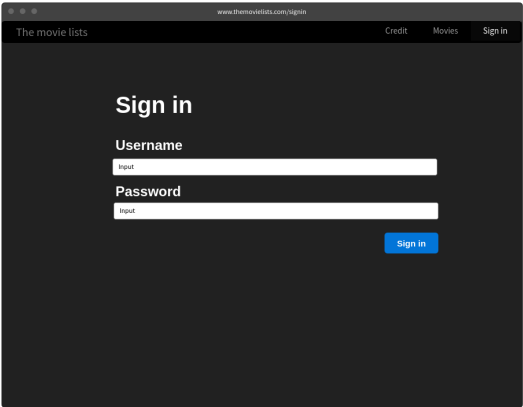 www.themovielists.com/signin
The movie lists Credit Movies Sign in
Sign in
Username
Input
Password
Input
Sign in